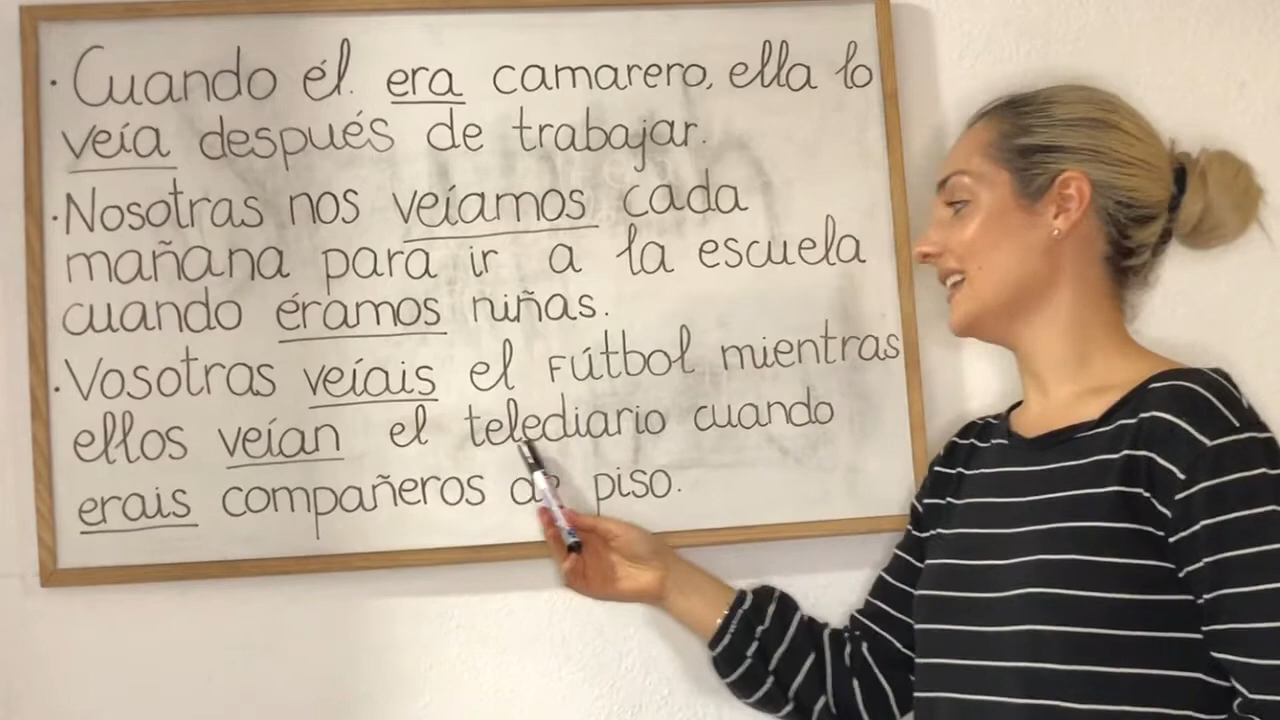 · Cuando él era camarero, ella lo
veía después de trabajar.
· Nosotras nos veíamos cada
mañana para ir a la escuela
cuando éramos niñas.
· Vosotras veíais el fútbol mientras
ellos veían el telediario cuando
erais compañeros de piso.